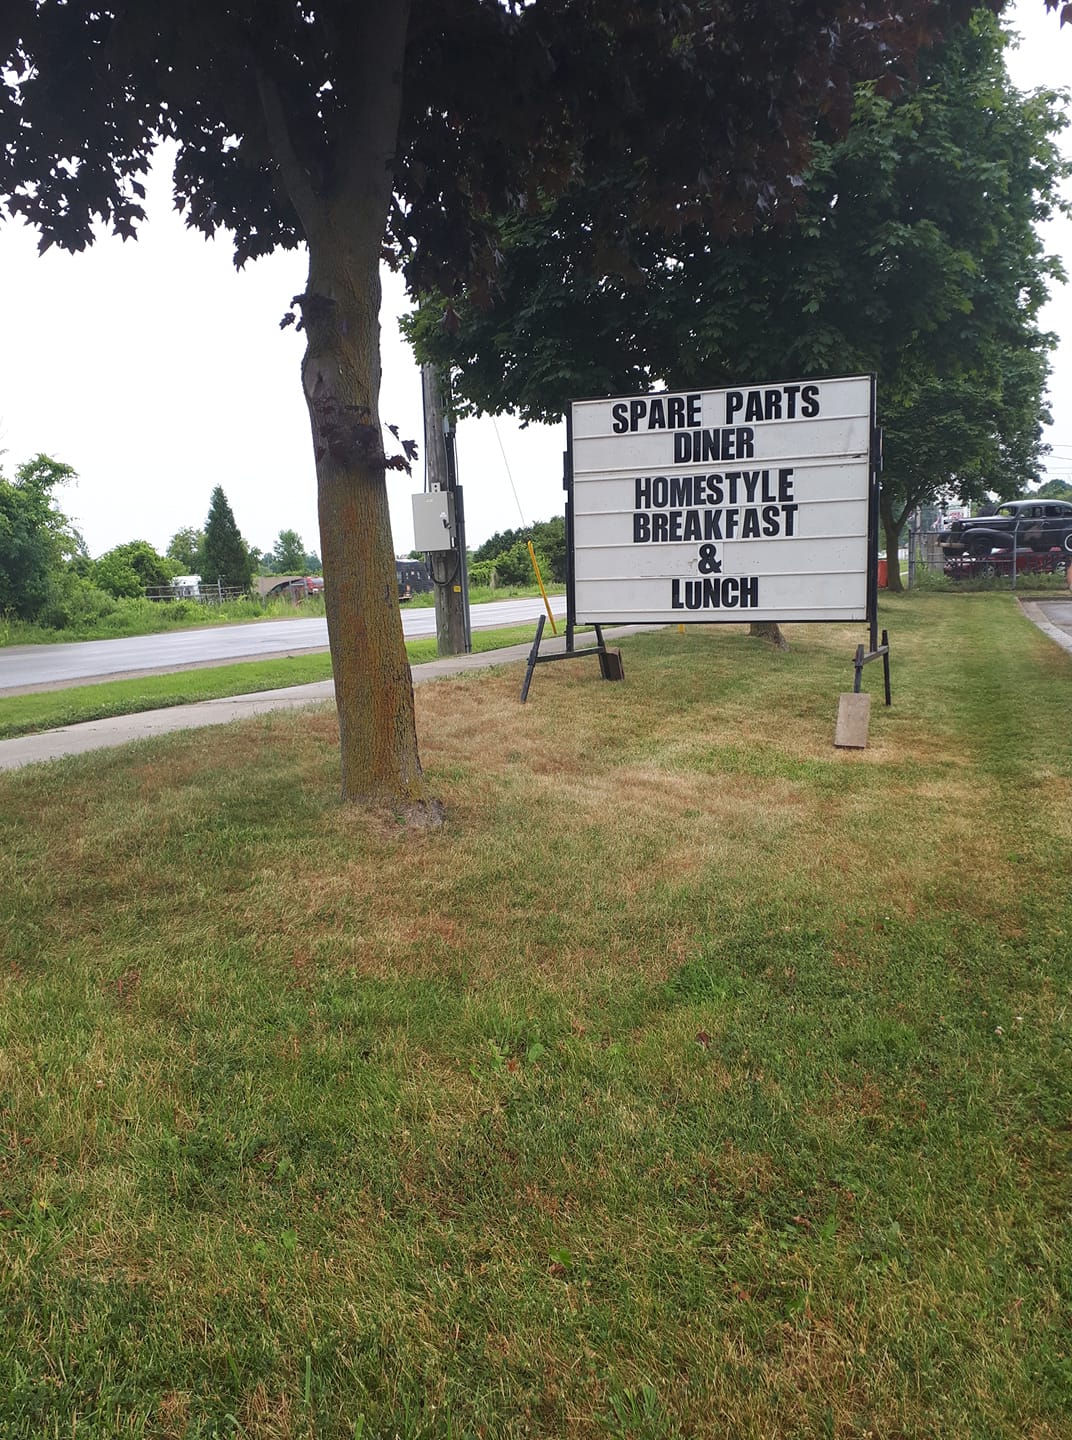 SPARE PARTS
DINER
HOMESTYLE
BREAKFAST
&
LUNCH